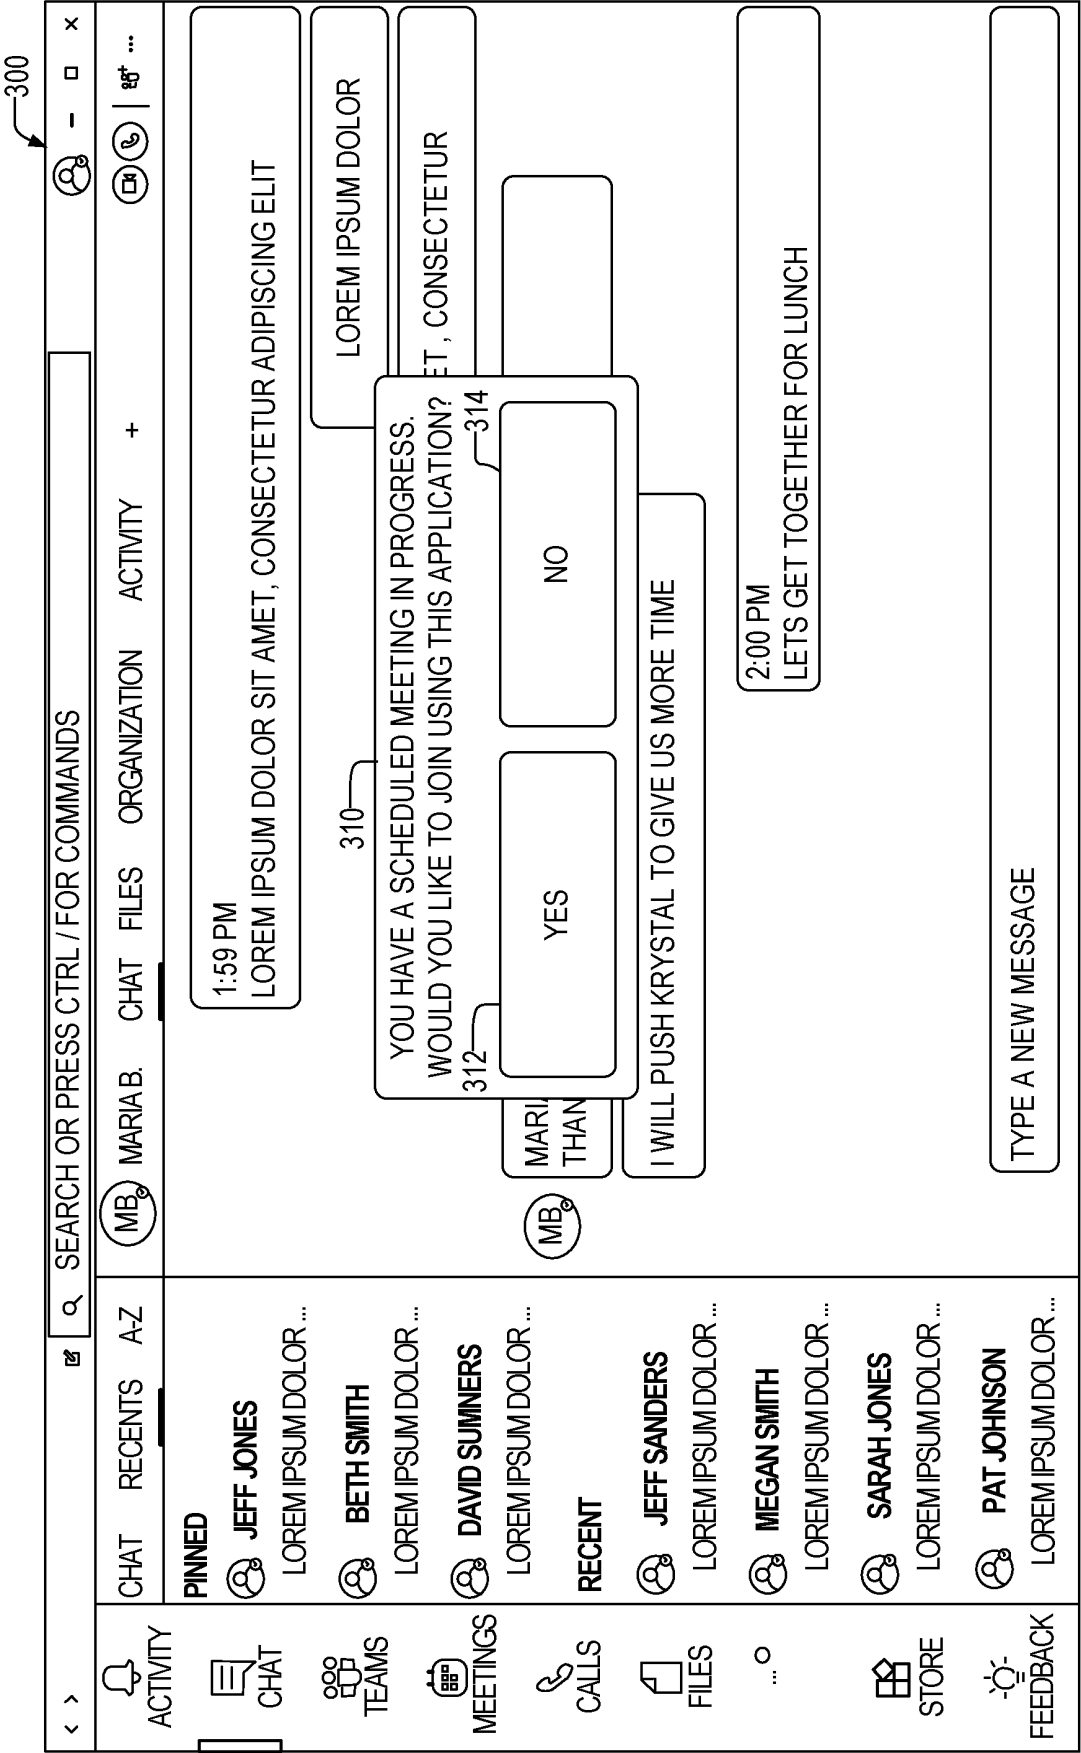 300
< >
SEARCH OR PRESS CTRL / FOR COMMANDS
ACTIVITY
CHAT
TEAMS
MEETINGS
CALLS
FILES
...
STORE
FEEDBACK
CHAT RECENTS A-Z
PINNED
JEFF JONES
LOREM IPSUM DOLOR ...
BETH SMITH
LOREM IPSUM DOLOR ...
DAVID SUMNERS
LOREM IPSUM DOLOR ...
RECENT
JEFF SANDERS
LOREM IPSUM DOLOR ...
MEGAN SMITH
LOREM IPSUM DOLOR ...
SARAH JONES
LOREM IPSUM DOLOR ...
PAT JOHNSON
LOREM IPSUM DOLOR ...
MB MARIA B. CHAT FILES ORGANIZATION ACTIVITY + ...
1:59 PM
LOREM IPSUM DOLOR SIT AMET, CONSECTETUR ADIPISCING ELIT
LOREM IPSUM DOLOR
ET , CONSECTETUR
310
YOU HAVE A SCHEDULED MEETING IN PROGRESS.
WOULD YOU LIKE TO JOIN USING THIS APPLICATION?
312
314
YES
NO
MB
MARI
THAN
I WILL PUSH KRYSTAL TO GIVE US MORE TIME
2:00 PM
LETS GET TOGETHER FOR LUNCH
TYPE A NEW MESSAGE